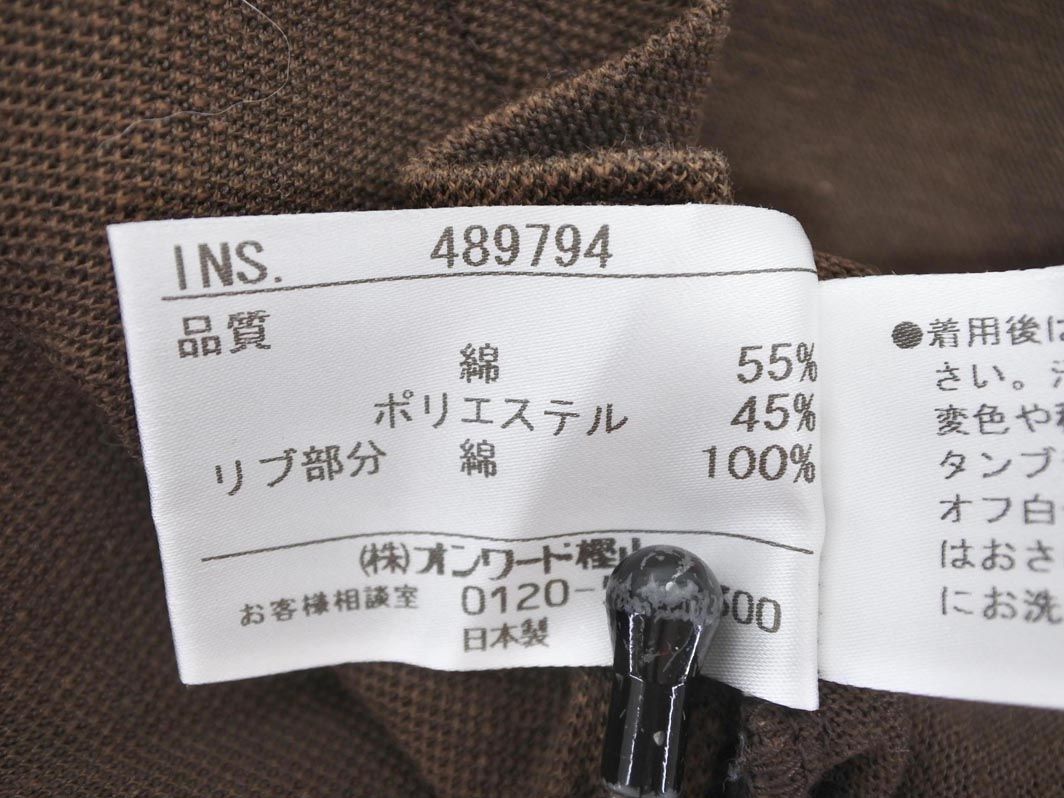 INS. 489794
品質
綿 55%
ポリエステル 45%
リブ部分 綿 100%
(株)オンワード樫山
お客様相談室 0120-
日本製
●着用後は
さい。
変色や
タンブ
オフ白
はおさ
にお洗